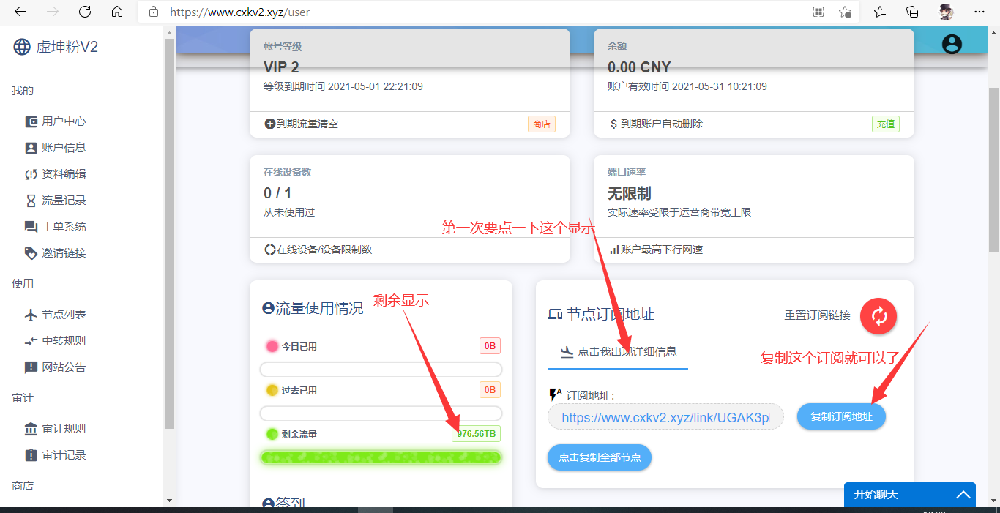 https://www.cxkv2.xyz/user
虚坤粉V2
我的
用户中心
账户信息
资料编辑
流量记录
工单系统
邀请链接
使用
节点列表
中转规则
网站公告
审计
审计规则
审计记录
商店
帐号等级
VIP 2
等级到期时间 2021-05-01 22:21:09
到期流量清空
商店
余额
0.00 CNY
账户有效时间 2021-05-31 10:21:09
到期账户自动删除
充值
在线设备数
0 / 1
从未使用过
在线设备/设备限制数
端口速率
无限制
实际速率受限于运营商带宽上限
账户最高下行网速
第一次要点一下这个显示
流量使用情况
剩余显示
今日已用
0B
过去已用
0B
剩余流量
976.56TB
签到
节点订阅地址
重置订阅链接
点击我出现详细信息
复制这个订阅就可以了
订阅地址：
https://www.cxkv2.xyz/link/UGAK3p
复制订阅地址
点击复制全部节点
开始聊天